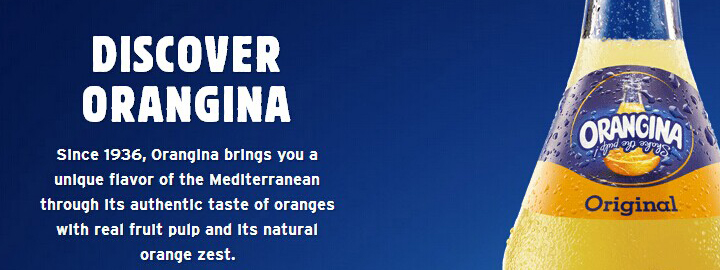 DISCOVER
ORANGINA
Since 1936, Orangina brings you a
unique flavor of the Mediterranean
through its authentic taste of oranges
with real fruit pulp and its natural
orange zest.
ORANGINA
Shake the pulp!
Original